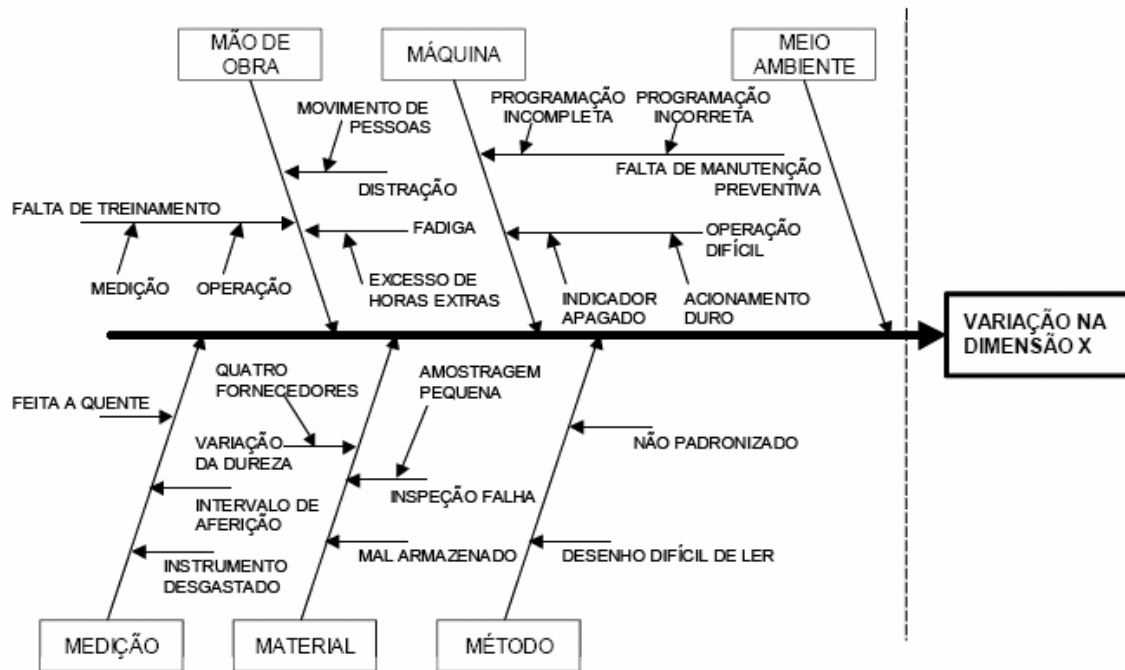 MÃO DE
OBRA
MÁQUINA
MEIO
AMBIENTE
MOVIMENTO DE
PESSOAS
DISTRAÇÃO
FALTA DE TREINAMENTO
MEDIÇÃO
OPERAÇÃO
FADIGA
EXCESSO DE
HORAS EXTRAS
PROGRAMAÇÃO
INCOMPLETA
PROGRAMAÇÃO
INCORRETA
FALTA DE MANUTENÇÃO
PREVENTIVA
OPERAÇÃO
DIFÍCIL
INDICADOR
APAGADO
ACIONAMENTO
DURO
VARIAÇÃO NA
DIMENSÃO X
FEITA A QUENTE
INTERVALO DE
AFERIÇÃO
INSTRUMENTO
DESGASTADO
QUATRO
FORNECEDORES
VARIAÇÃO
DA DUREZA
AMOSTRAGEM
PEQUENA
INSPEÇÃO FALHA
MAL ARMAZENADO
NÃO PADRONIZADO
DESENHO DIFÍCIL DE LER
MEDIÇÃO
MATERIAL
MÉTODO